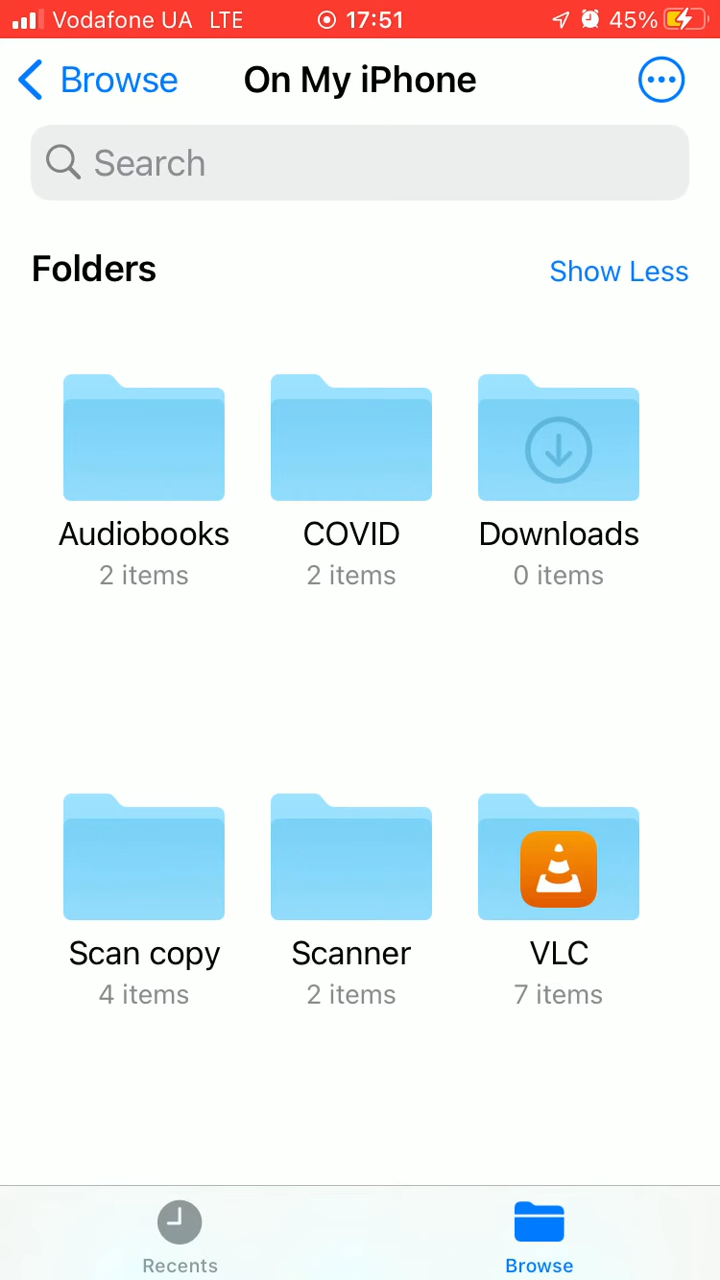 Vodafone UA LTE 17:51 45%
Browse On My iPhone
Search
Folders Show Less
Audiobooks COVID Downloads
2 items 2 items 0 items
Scan copy Scanner VLC
4 items 2 items 7 items
Recents Browse